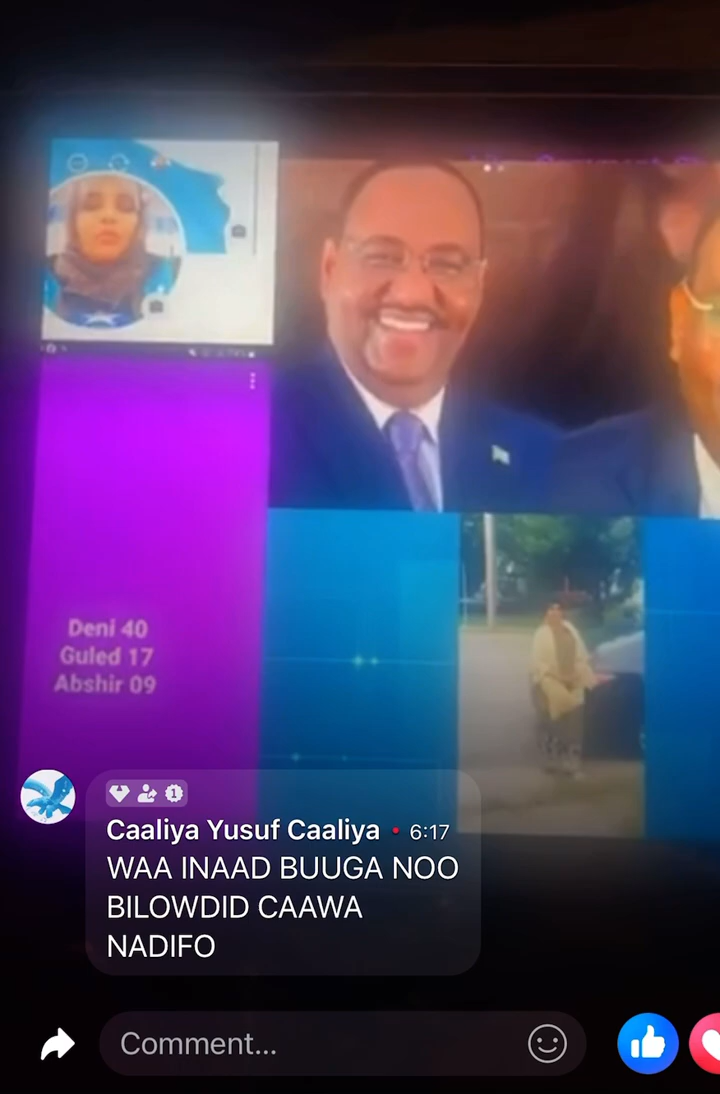 Deni 40
Guled 17
Abshir 09
1
Caaliya Yusuf Caaliya • 6:17
WAA INAAD BUUGA NOO
BILOWDID CAAWA
NADIFO
Comment...